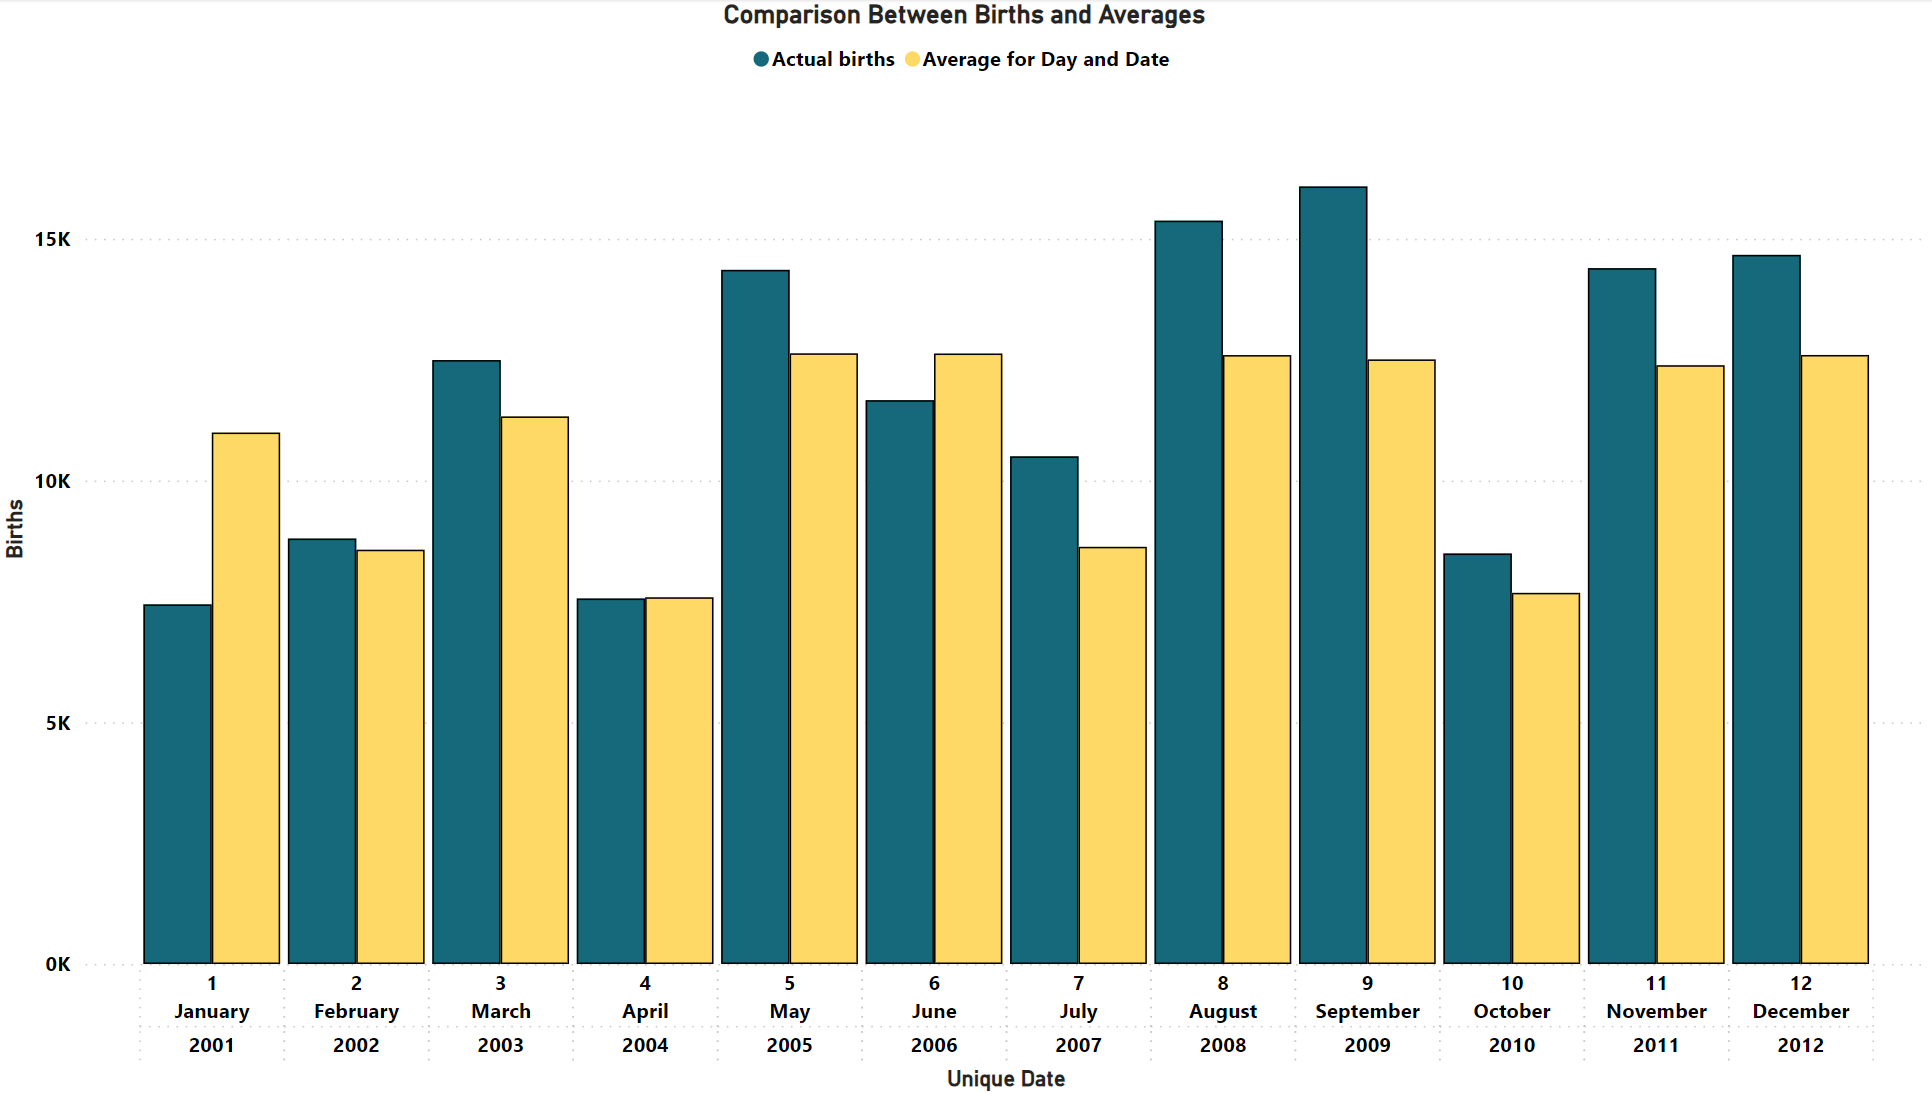 Comparison Between Births and Averages
Actual births Average for Day and Date
15K
10K
5K
0K
Births
1 2 3 4 5 6 7 8 9 10 11 12
January February March April May June July August September October November December
2001 2002 2003 2004 2005 2006 2007 2008 2009 2010 2011 2012
Unique Date